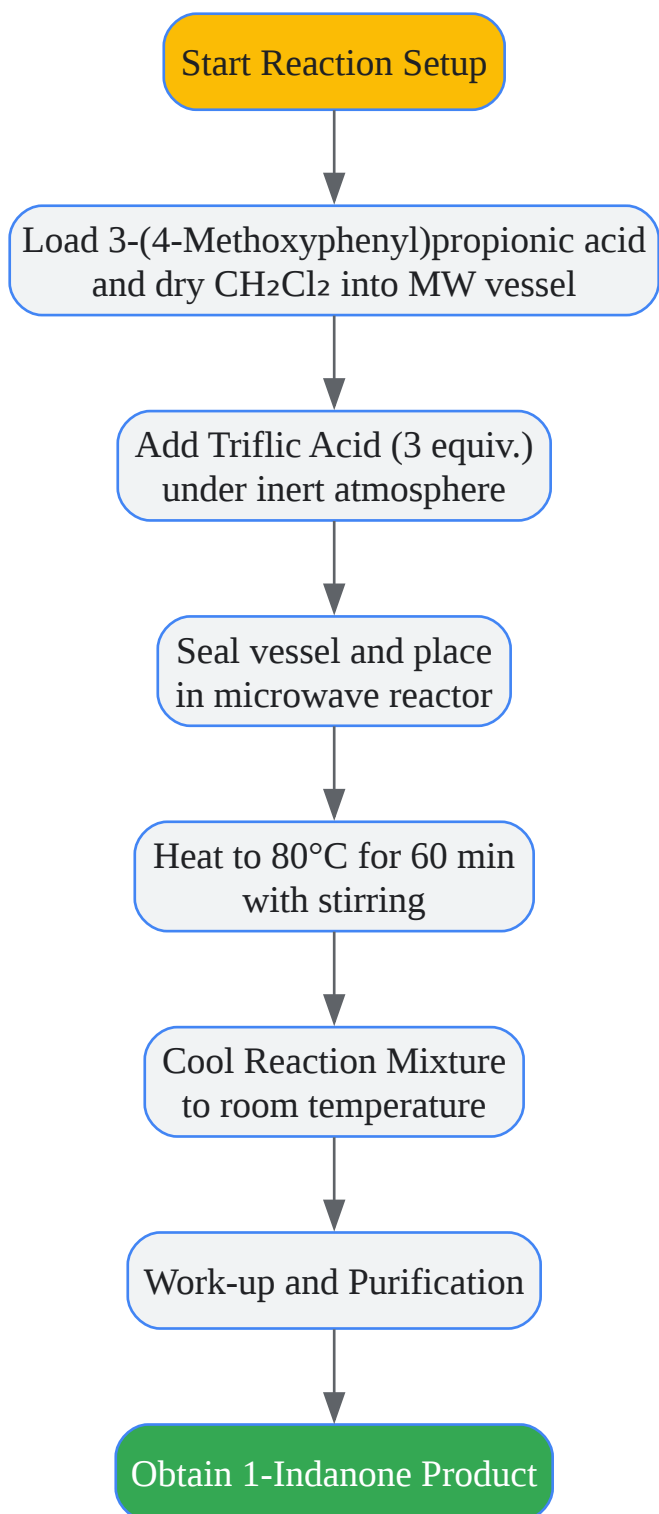 Start Reaction Setup
Load 3-(4-Methoxyphenyl)propionic acid
and dry CH₂Cl₂ into MW vessel
Add Triflic Acid (3 equiv.)
under inert atmosphere
Seal vessel and place
in microwave reactor
Heat to 80°C for 60 min
with stirring
Cool Reaction Mixture
to room temperature
Work-up and Purification
Obtain 1-Indanone Product